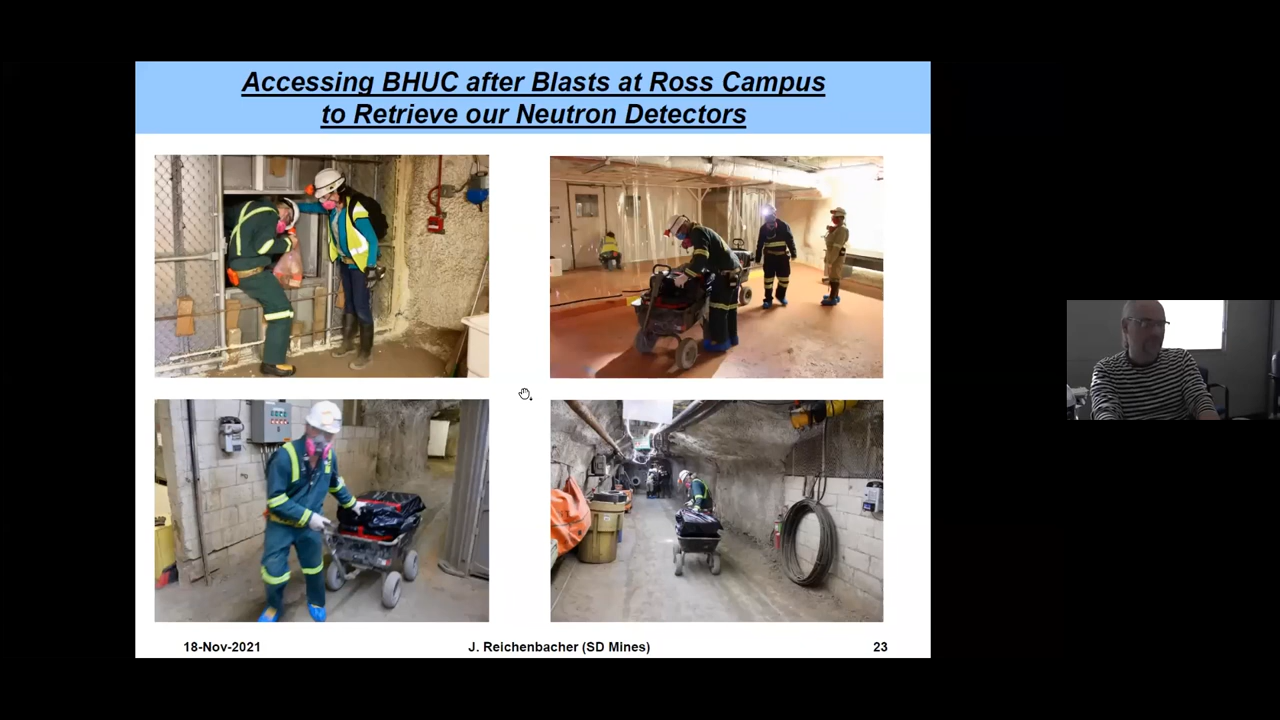 Accessing BHUC after Blasts at Ross Campus
to Retrieve our Neutron Detectors
18-Nov-2021
J. Reichenbacher (SD Mines)
23